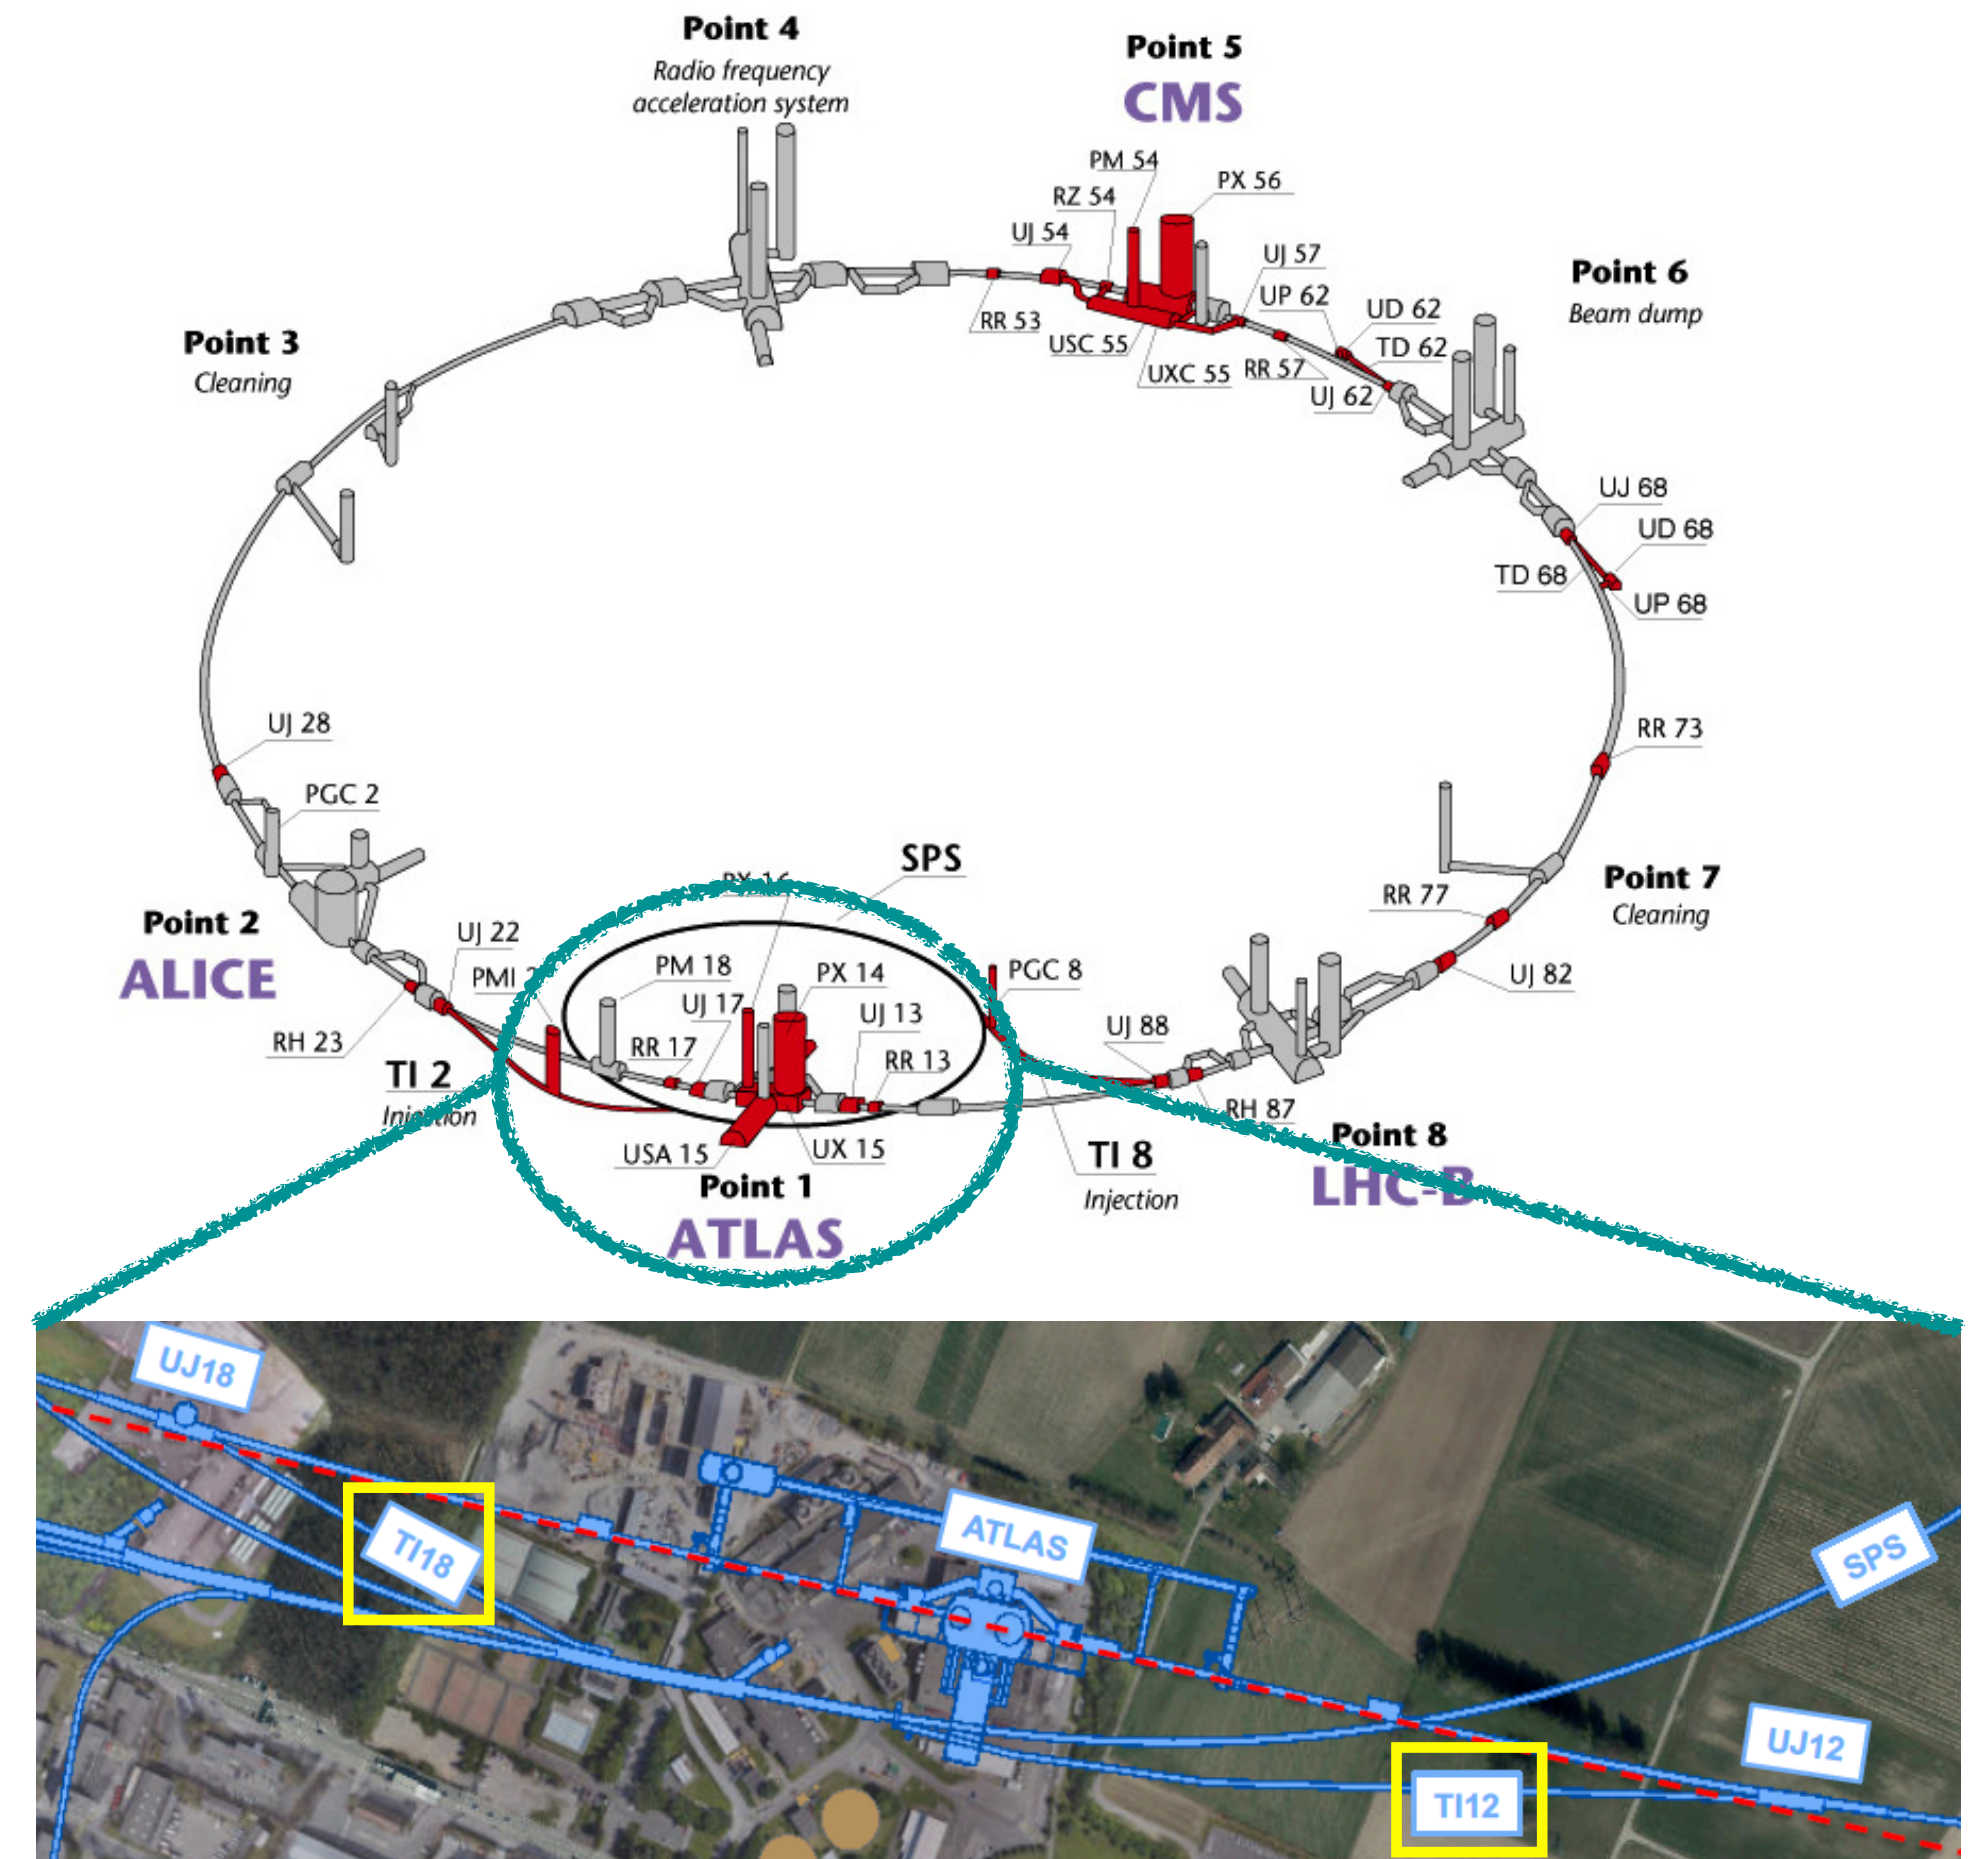 Point 4
Radio frequency
acceleration system
Point 5
CMS
PM 54
PX 56
RZ 54
UJ 54
UJ 57
UP 62
UD 62
TD 62
RR 53
USC 55
UXC 55
RR 57
UJ 62
Point 6
Beam dump
Point 3
Cleaning
UJ 68
UD 68
TD 68
UP 68
UJ 28
RR 73
PGC 2
SPS
Point 7
Cleaning
RR 77
Point 2
ALICE
UJ 22
PMI
PM 18
PX 14
PGC 8
UJ 82
UJ 17
UJ 13
UJ 88
RH 23
RR 17
RR 13
TI 2
Injection
RH 87
USA 15
UX 15
Point 8
LHC-B
TI 8
Injection
Point 1
ATLAS
UJ18
TI18
ATLAS
SPS
UJ12
TI12